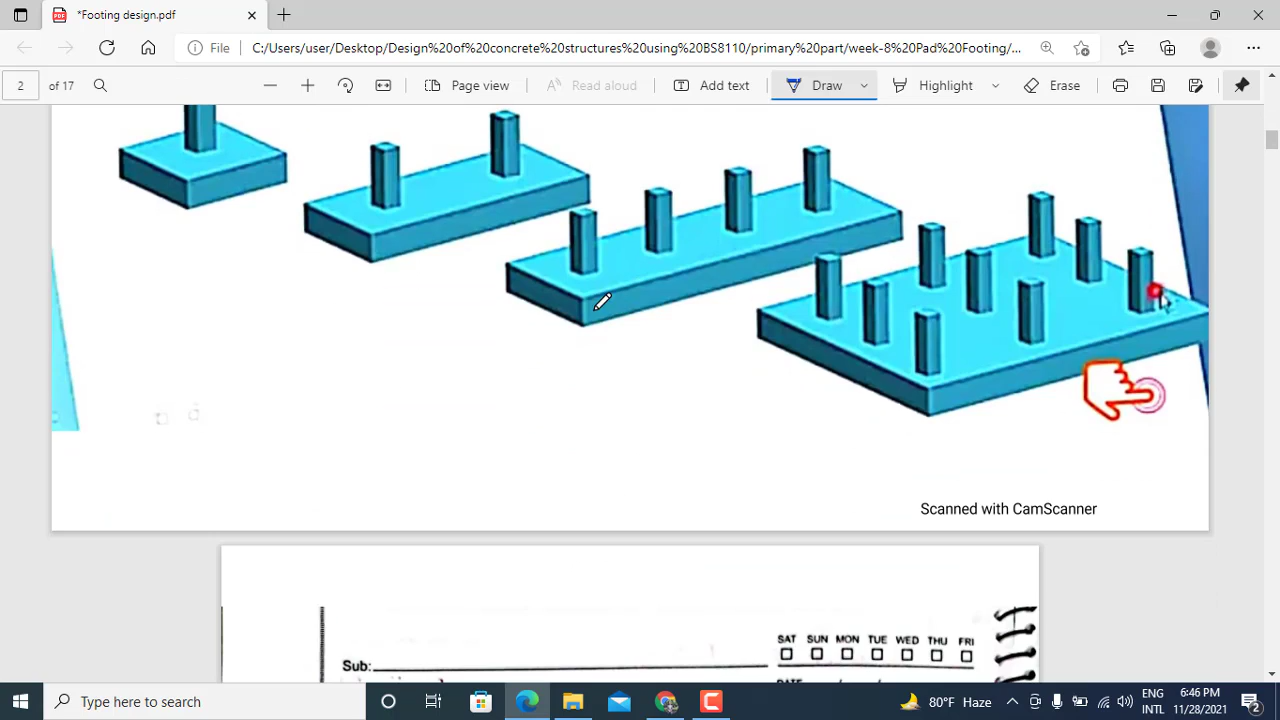 *Footing design.pdf
File
C:/Users/user/Desktop/Design%20of%20concrete%20structures%20using%20BS8110/primary%20part/week-8%20Pad%20Footing/...
2 of 17
Page view
Read aloud
Add text
Draw
Highlight
Erase
Scanned with CamScanner
SAT SUN MON TUE WED THU FRI
Sub:
DATE
Type here to search
80°F Haze
ENG
INTL
6:46 PM
11/28/2021
2